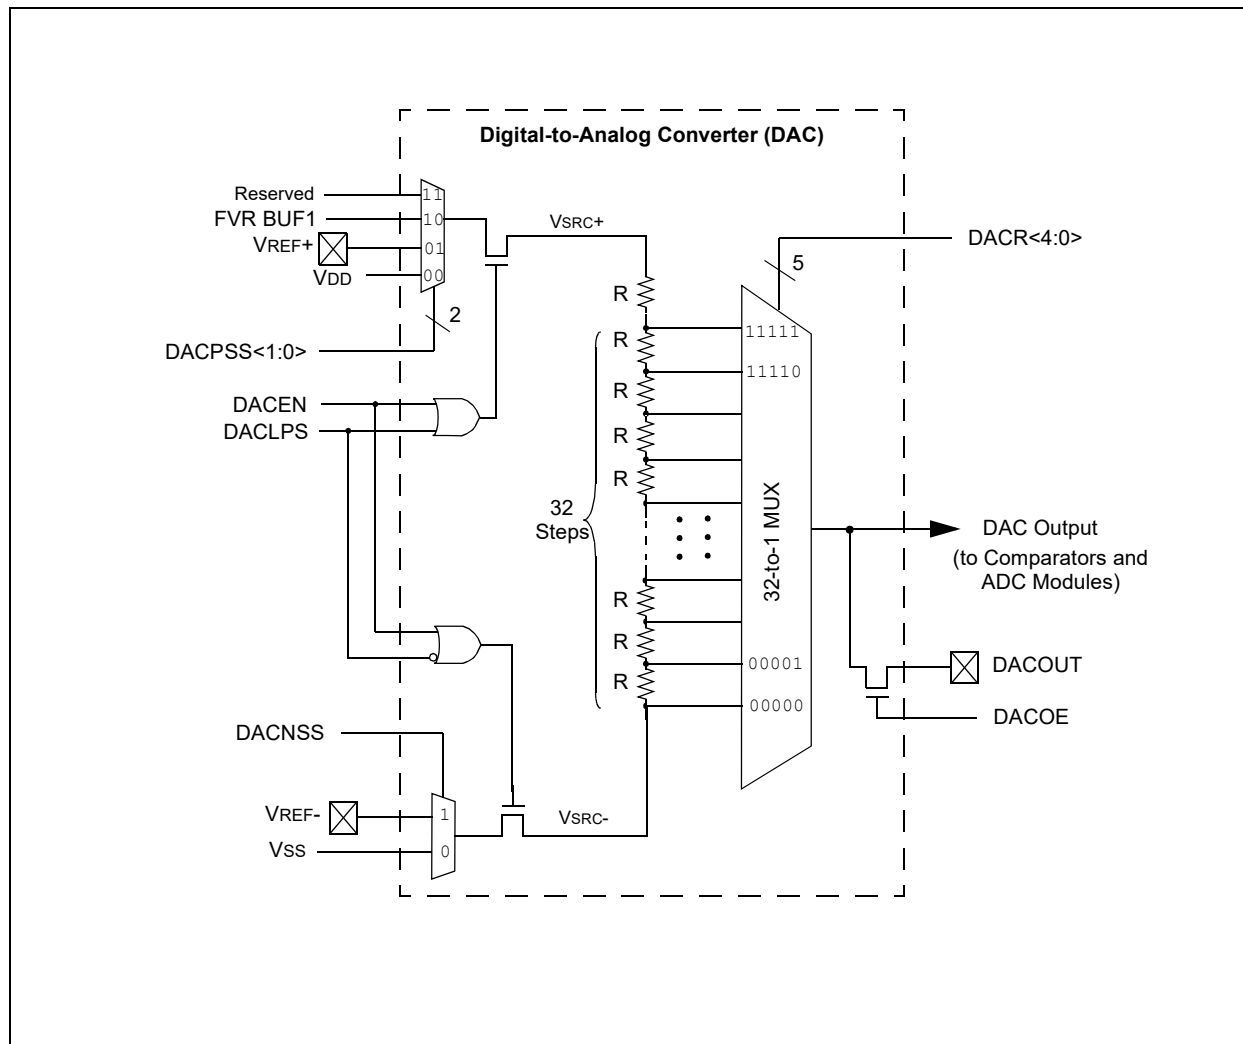 Digital-to-Analog Converter (DAC)
Reserved
11
FVR BUF1
10
VREF+
01
VDD
00
VSRC+
DACR<4:0>
5
2
DACPSS<1:0>
DACEN
DACLPS
R
R
R
R
R
32
Steps
R
R
R
11111
11110
32-to-1 MUX
00001
00000
DAC Output
(to Comparators and
ADC Modules)
DACOUT
DACOE
DACNSS
VREF-
1
VSS
0
VSRC-